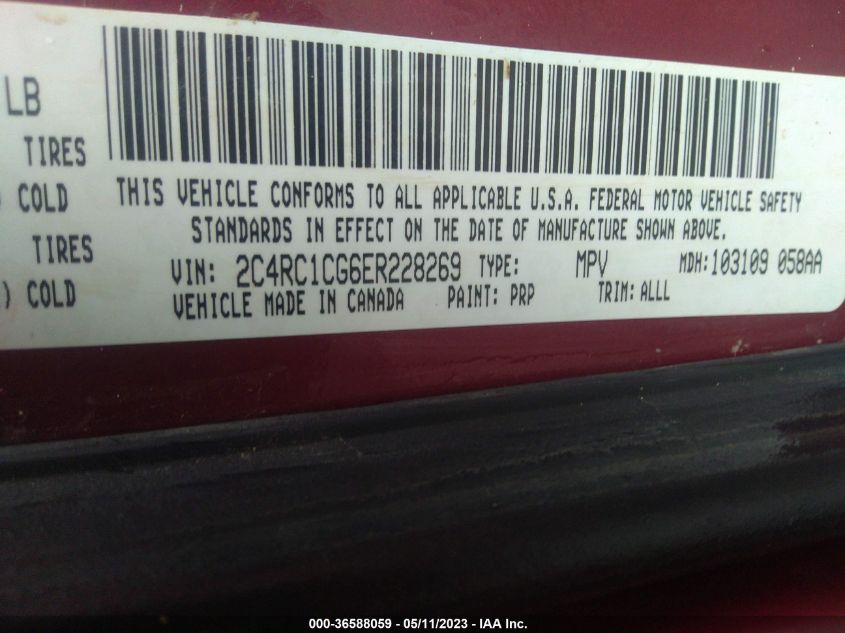 LB
TIRES
) COLD
TIRES
) COLD
THIS VEHICLE CONFORMS TO ALL APPLICABLE U.S.A. FEDERAL MOTOR VEHICLE SAFETY
STANDARDS IN EFFECT ON THE DATE OF MANUFACTURE SHOWN ABOVE.
VIN: 2C4RC1CG6ER228269 TYPE: MPV MDH:103109 058AA
VEHICLE MADE IN CANADA PAINT: PRP TRIM: ALLL
000-36588059 - 05/11/2023 - IAA Inc.